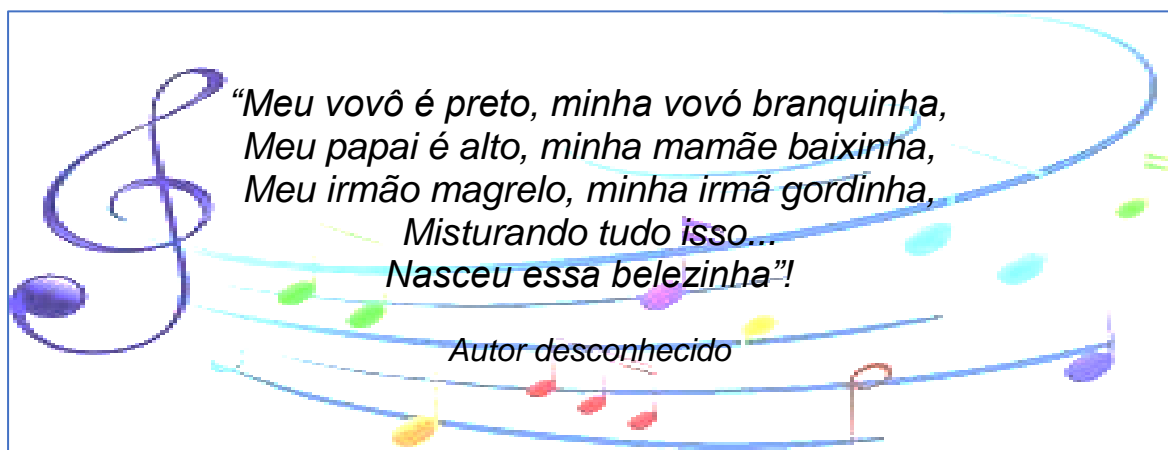 “Meu vovô é preto, minha vovó branquinha,
Meu papai é alto, minha mamãe baixinha,
Meu irmão magrelo, minha irmã gordinha,
Misturando tudo isso...
Nasceu essa belezinha”!
Autor desconhecido